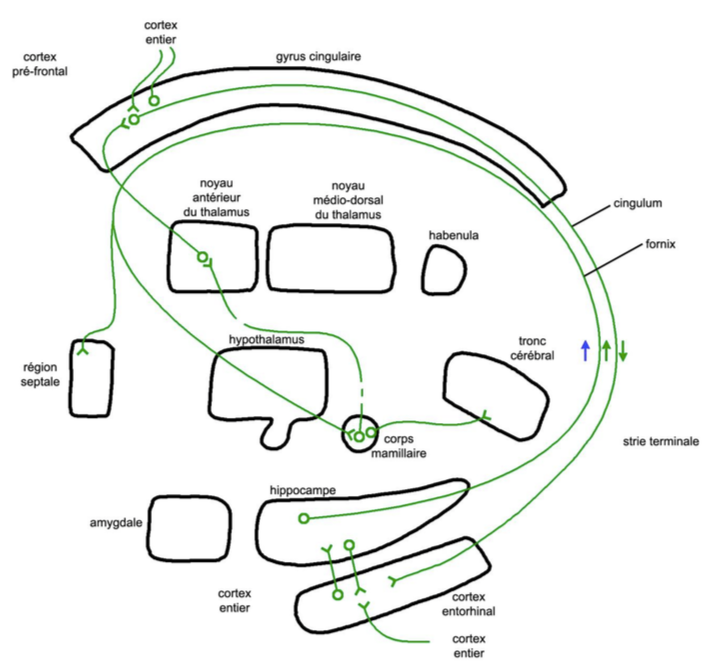 cortex
entier
cortex
pré-frontal
gyrus cingulaire
noyau
antérieur
du thalamus
noyau
médio-dorsal
du thalamus
habenula
cingulum
fornix
hypothalamus
tronc
cérébral
région
septale
corps
mamillaire
strie terminale
hippocampe
amygdale
cortex
entier
cortex
entorhinal
cortex
entier